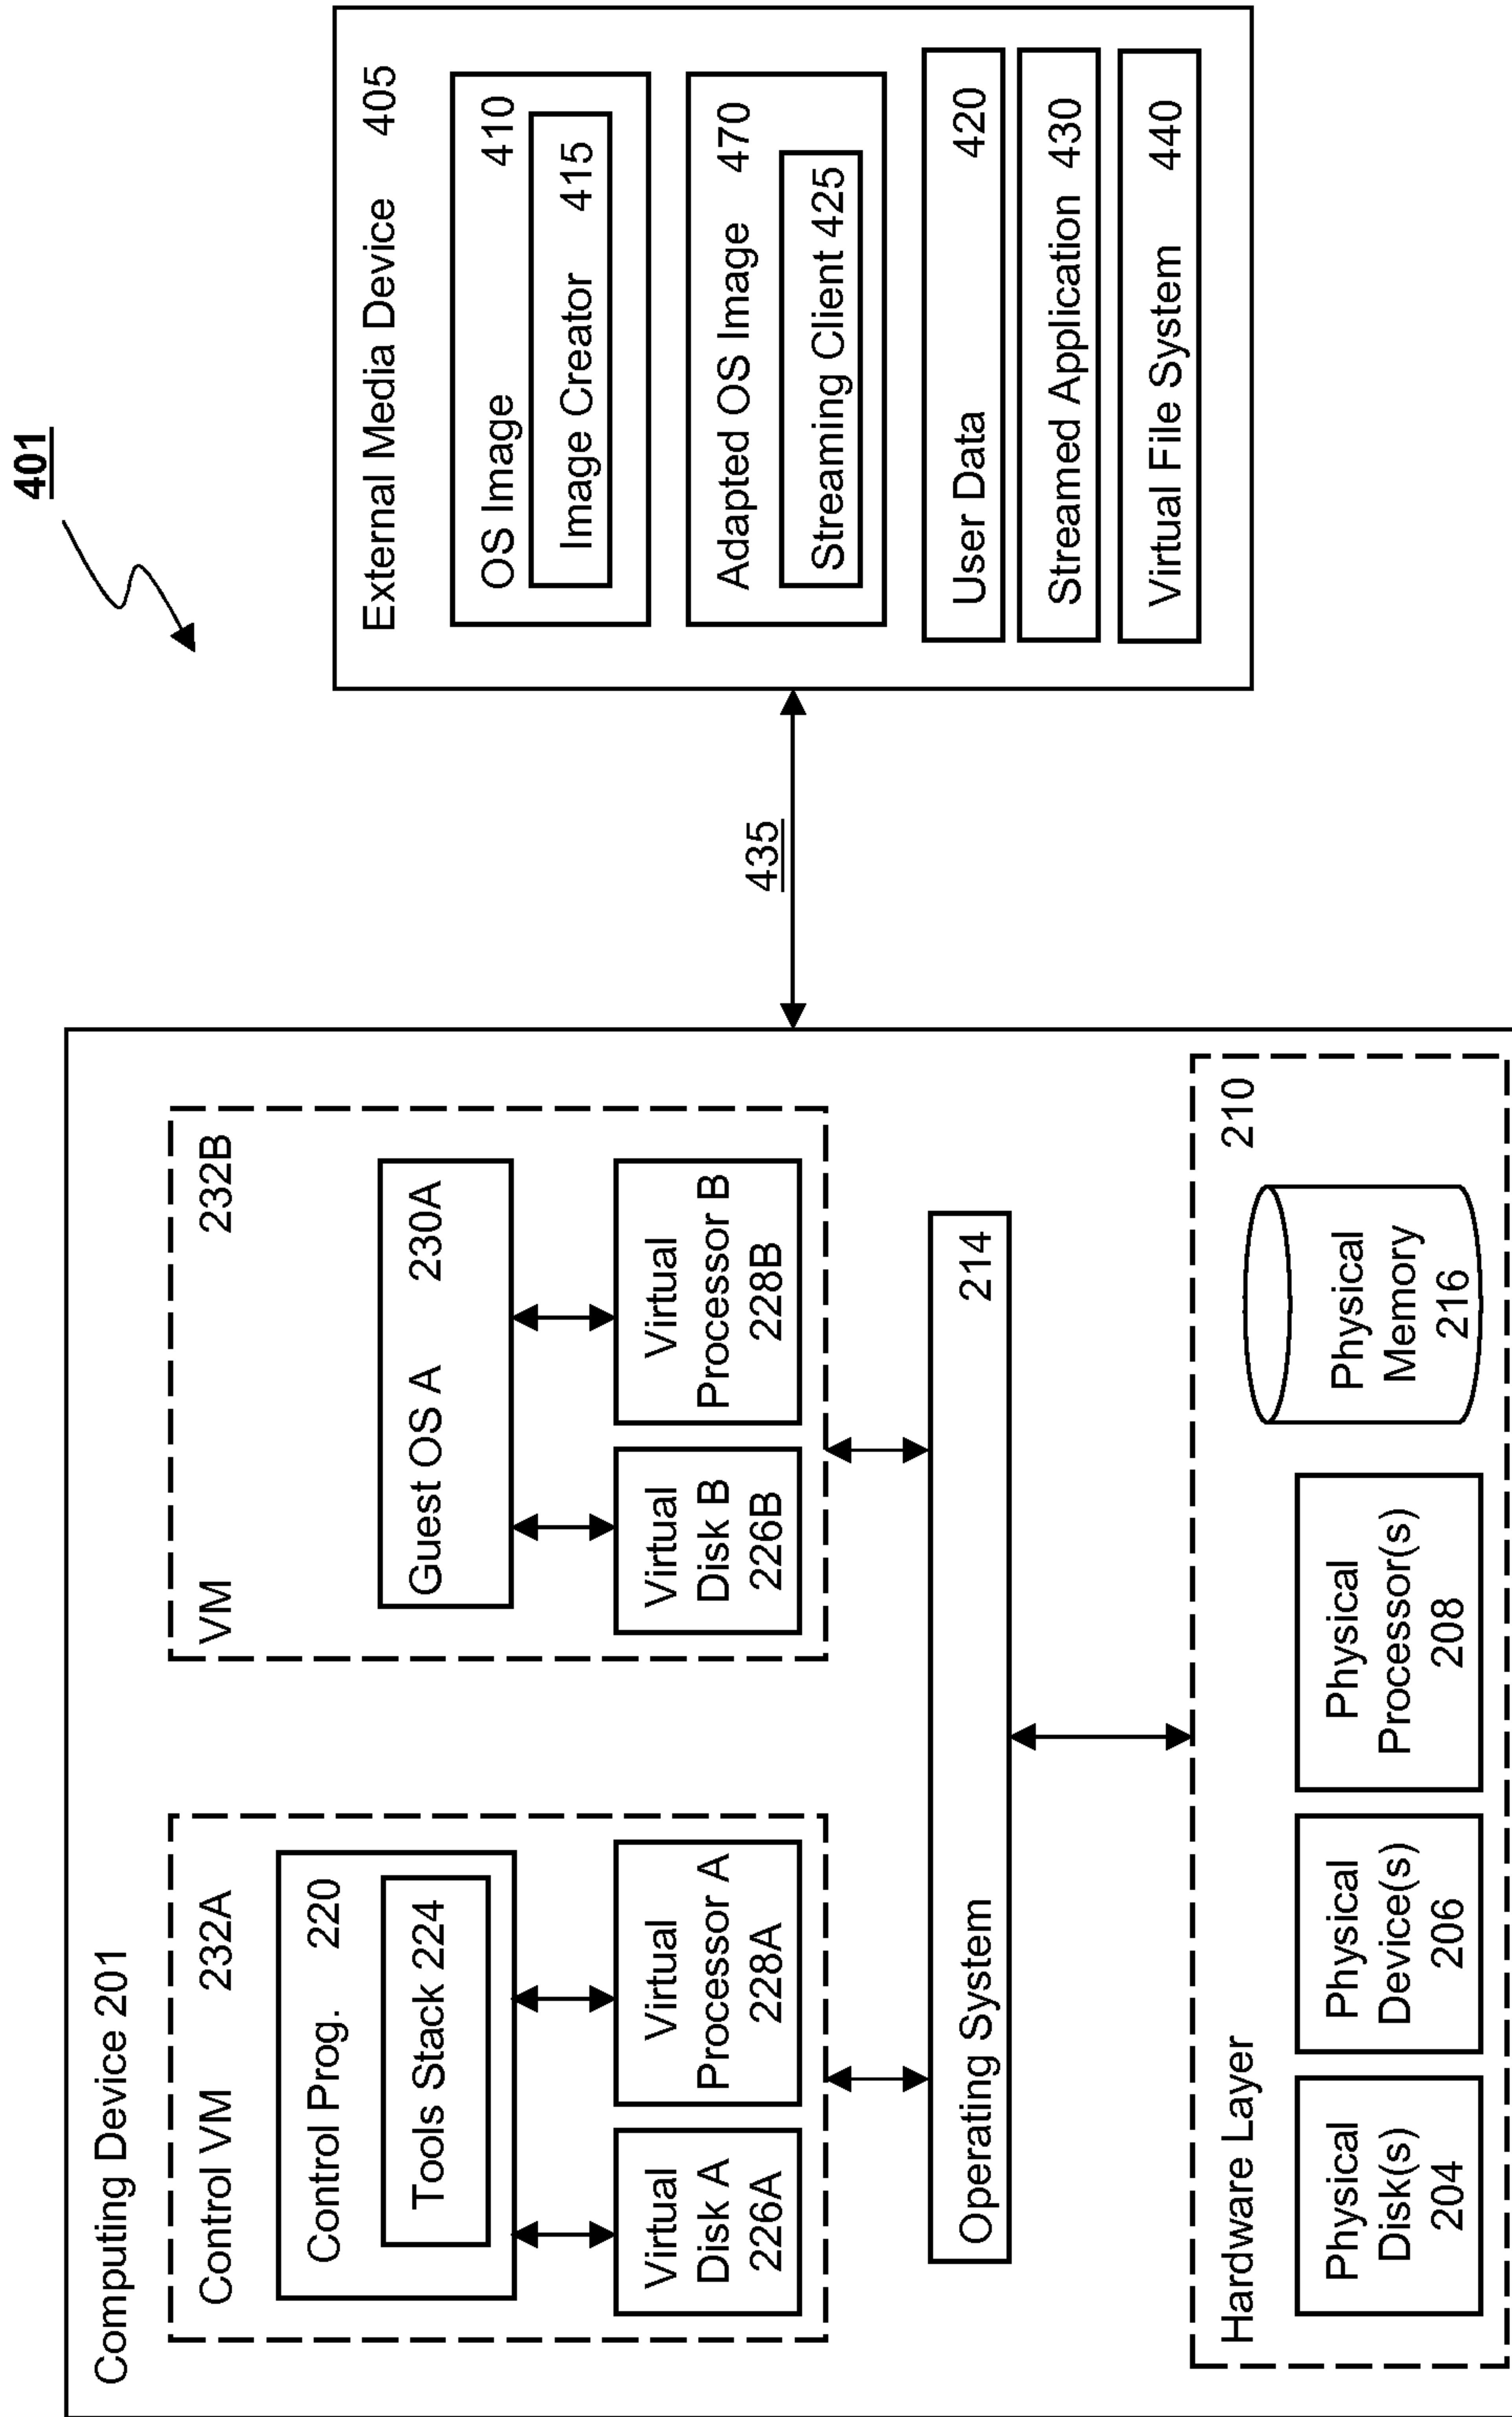 401
Computing Device 201
Control VM 232A
Control Prog. 220
Tools Stack 224
Virtual
Disk A
226A
Virtual
Processor A
228A
VM 232B
Guest OS A 230A
Virtual
Disk B
226B
Virtual
Processor B
228B
Operating System 214
Hardware Layer 210
Physical
Disk(s)
204
Physical
Device(s)
206
Physical
Processor(s)
208
Physical
Memory
216
435
External Media Device 405
OS Image 410
Image Creator 415
Adapted OS Image 470
Streaming Client 425
User Data 420
Streamed Application 430
Virtual File System 440